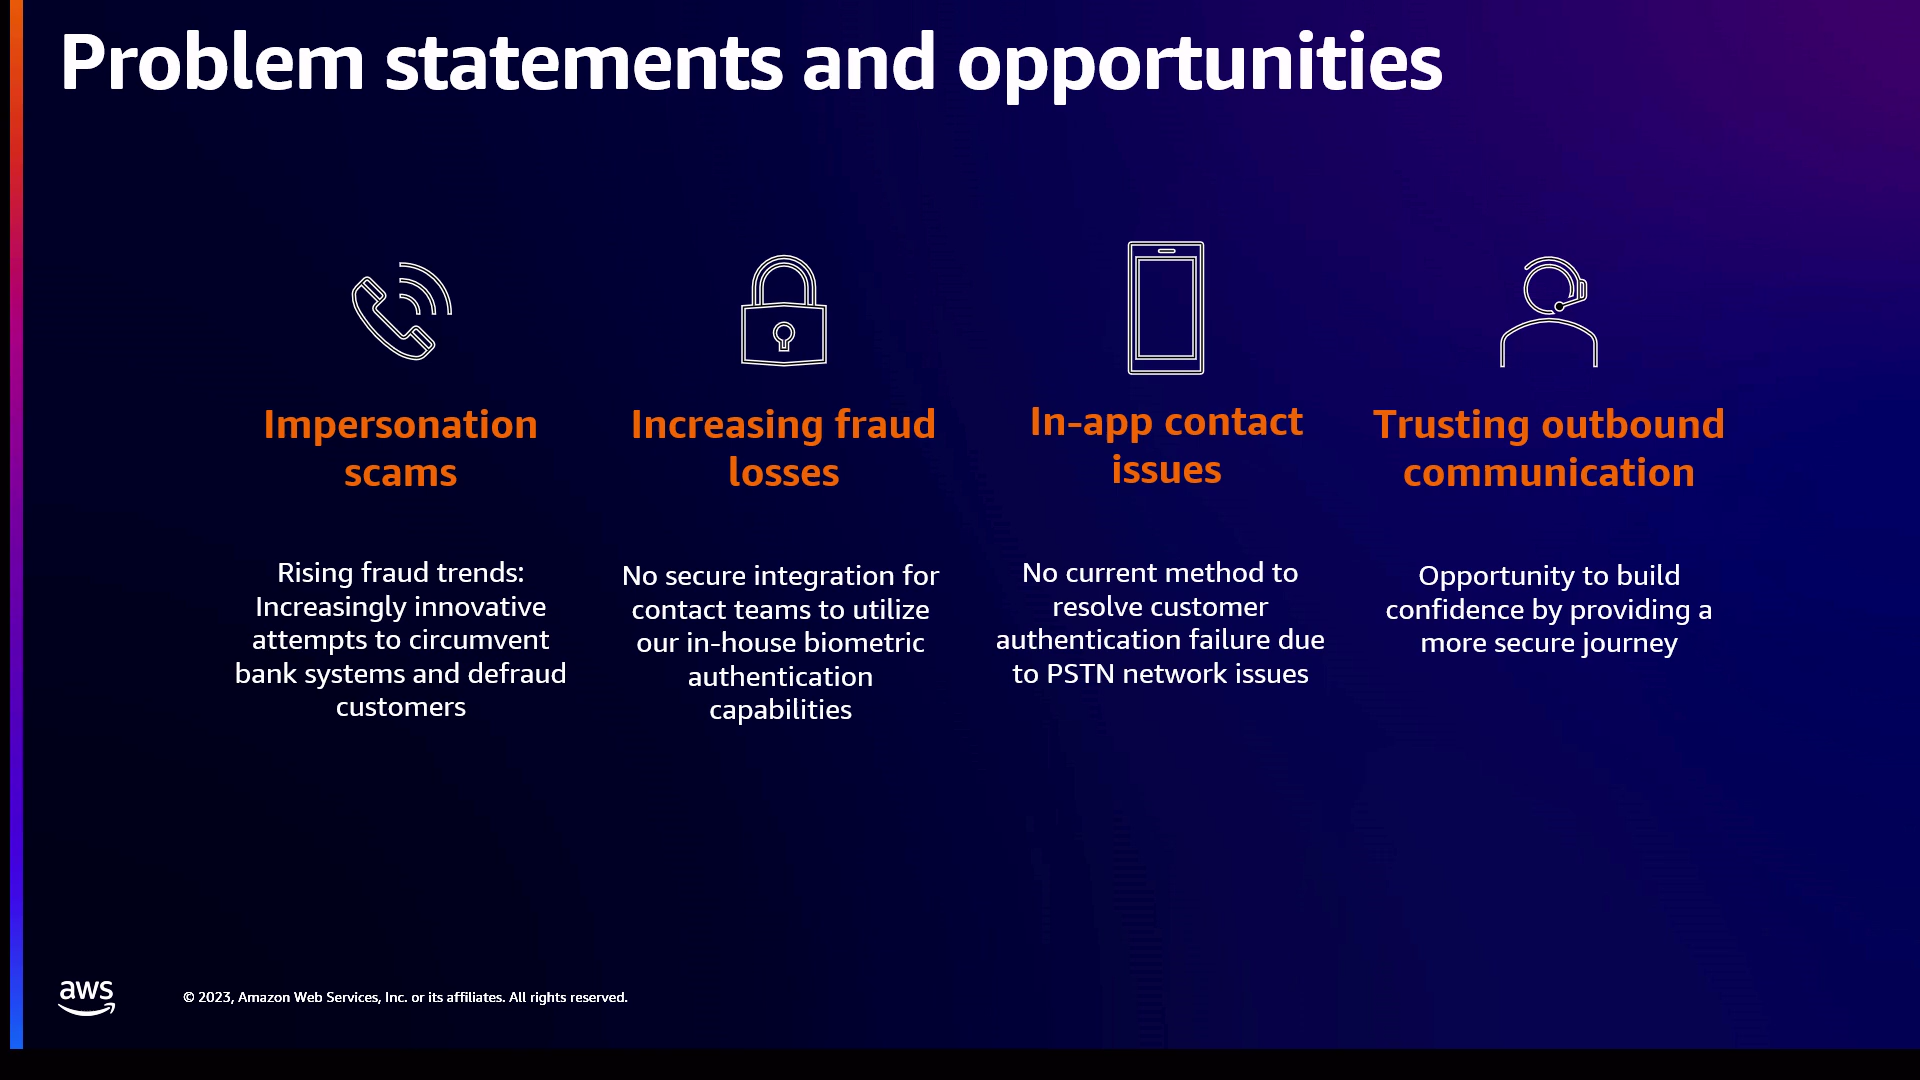 Problem statements and opportunities
Impersonation
scams
Rising fraud trends:
Increasingly innovative
attempts to circumvent
bank systems and defraud
customers
Increasing fraud
losses
No secure integration for
contact teams to utilize
our in-house biometric
authentication
capabilities
In-app contact
issues
No current method to
resolve customer
authentication failure due
to PSTN network issues
Trusting outbound
communication
Opportunity to build
confidence by providing a
more secure journey
aws
© 2023, Amazon Web Services, Inc. or its affiliates. All rights reserved.